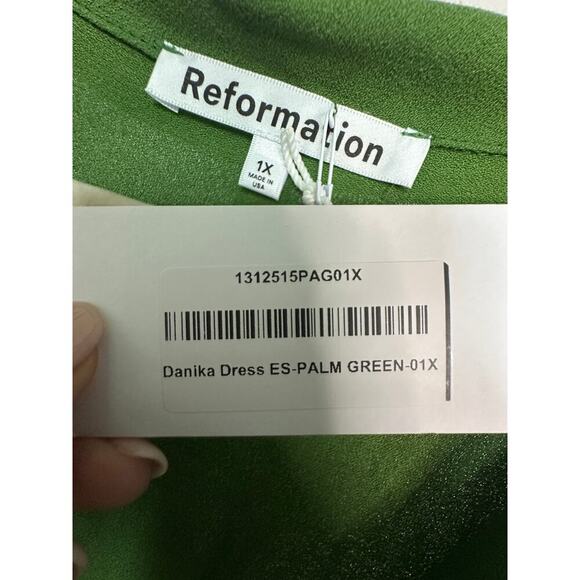 Reformation
1X
MADE IN
USA
1312515PAG01X
Danika Dress ES-PALM GREEN-01X